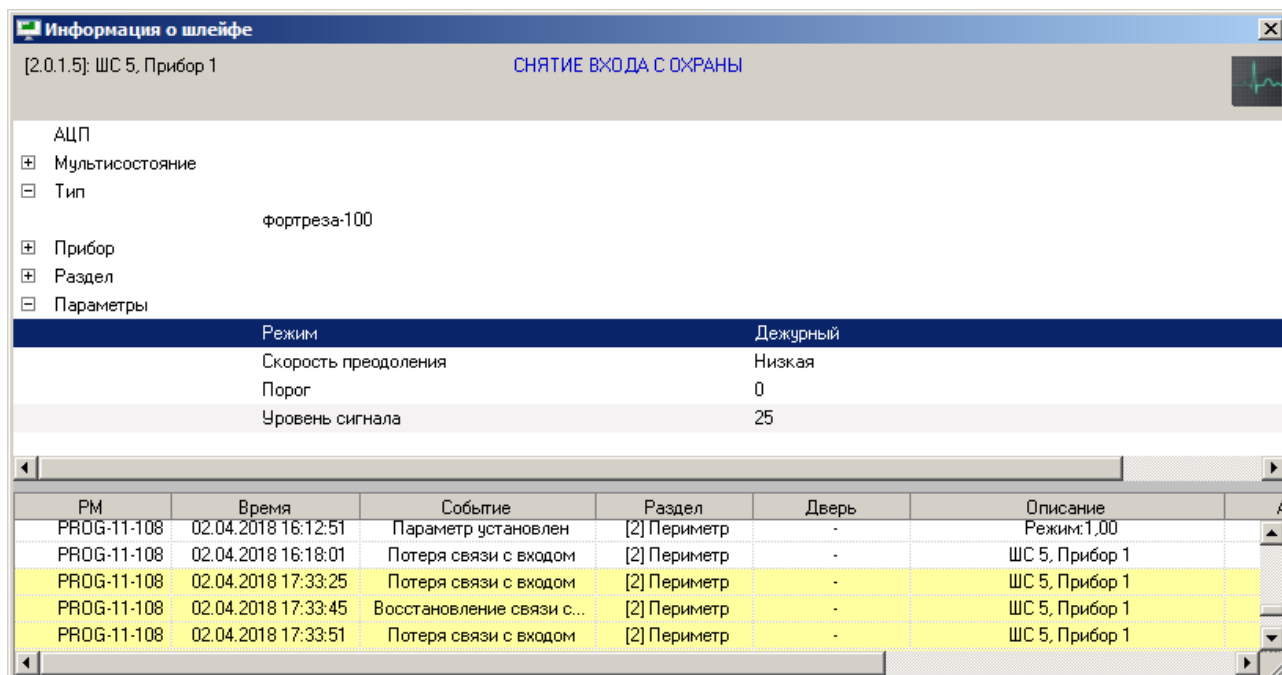 Информация о шлейфе
[2.0.1.5]: ШС 5, Прибор 1 СНЯТИЕ ВХОДА С ОХРАНЫ
АЦП
Мультисостояние
Тип
фортреза-100
Прибор
Раздел
Параметры
Режим Дежурный
Скорость преодоления Низкая
Порог 0
Уровень сигнала 25
РМ Время Событие Раздел Дверь Описание
PROG-11-108 02.04.2018 16:12:51 Параметр установлен [2] Периметр - Режим:1,00
PROG-11-108 02.04.2018 16:18:01 Потеря связи с входом [2] Периметр - ШС 5, Прибор 1
PROG-11-108 02.04.2018 17:33:25 Потеря связи с входом [2] Периметр - ШС 5, Прибор 1
PROG-11-108 02.04.2018 17:33:45 Восстановление связи с... [2] Периметр - ШС 5, Прибор 1
PROG-11-108 02.04.2018 17:33:51 Потеря связи с входом [2] Периметр - ШС 5, Прибор 1